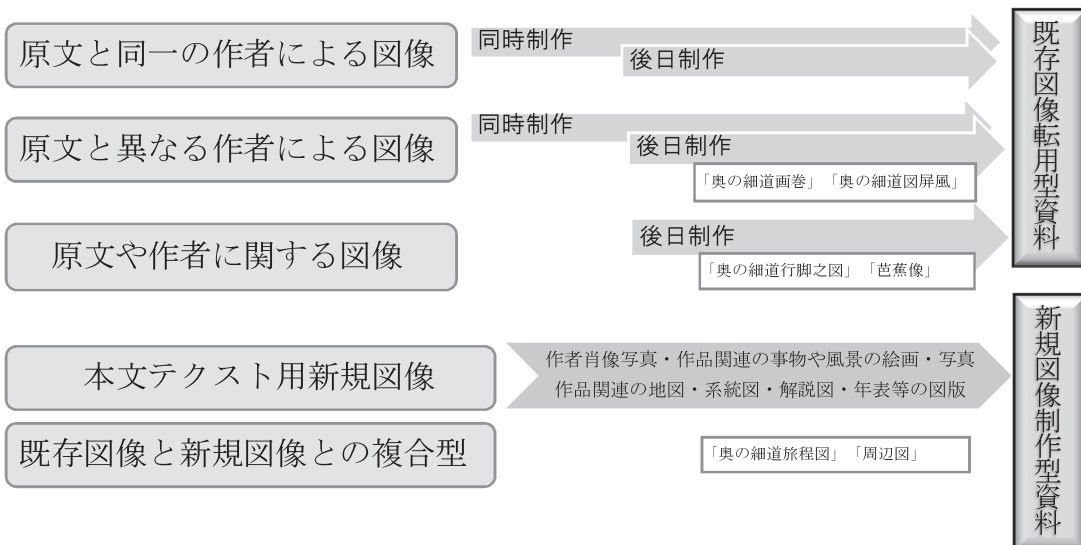 原文と同一の作者による図像
同時制作
後日制作
原文と異なる作者による図像
同時制作
後日制作
「奥の細道画巻」「奥の細道図屏風」
原文や作者に関する図像
後日制作
「奥の細道行脚之図」「芭蕉像」
既存図像転用型資料
本文テクスト用新規図像
作者肖像写真・作品関連の事物や風景の絵画・写真
作品関連の地図・系統図・解説図・年表等の図版
既存図像と新規図像との複合型
「奥の細道旅程図」「周辺図」
新規図像制作型資料